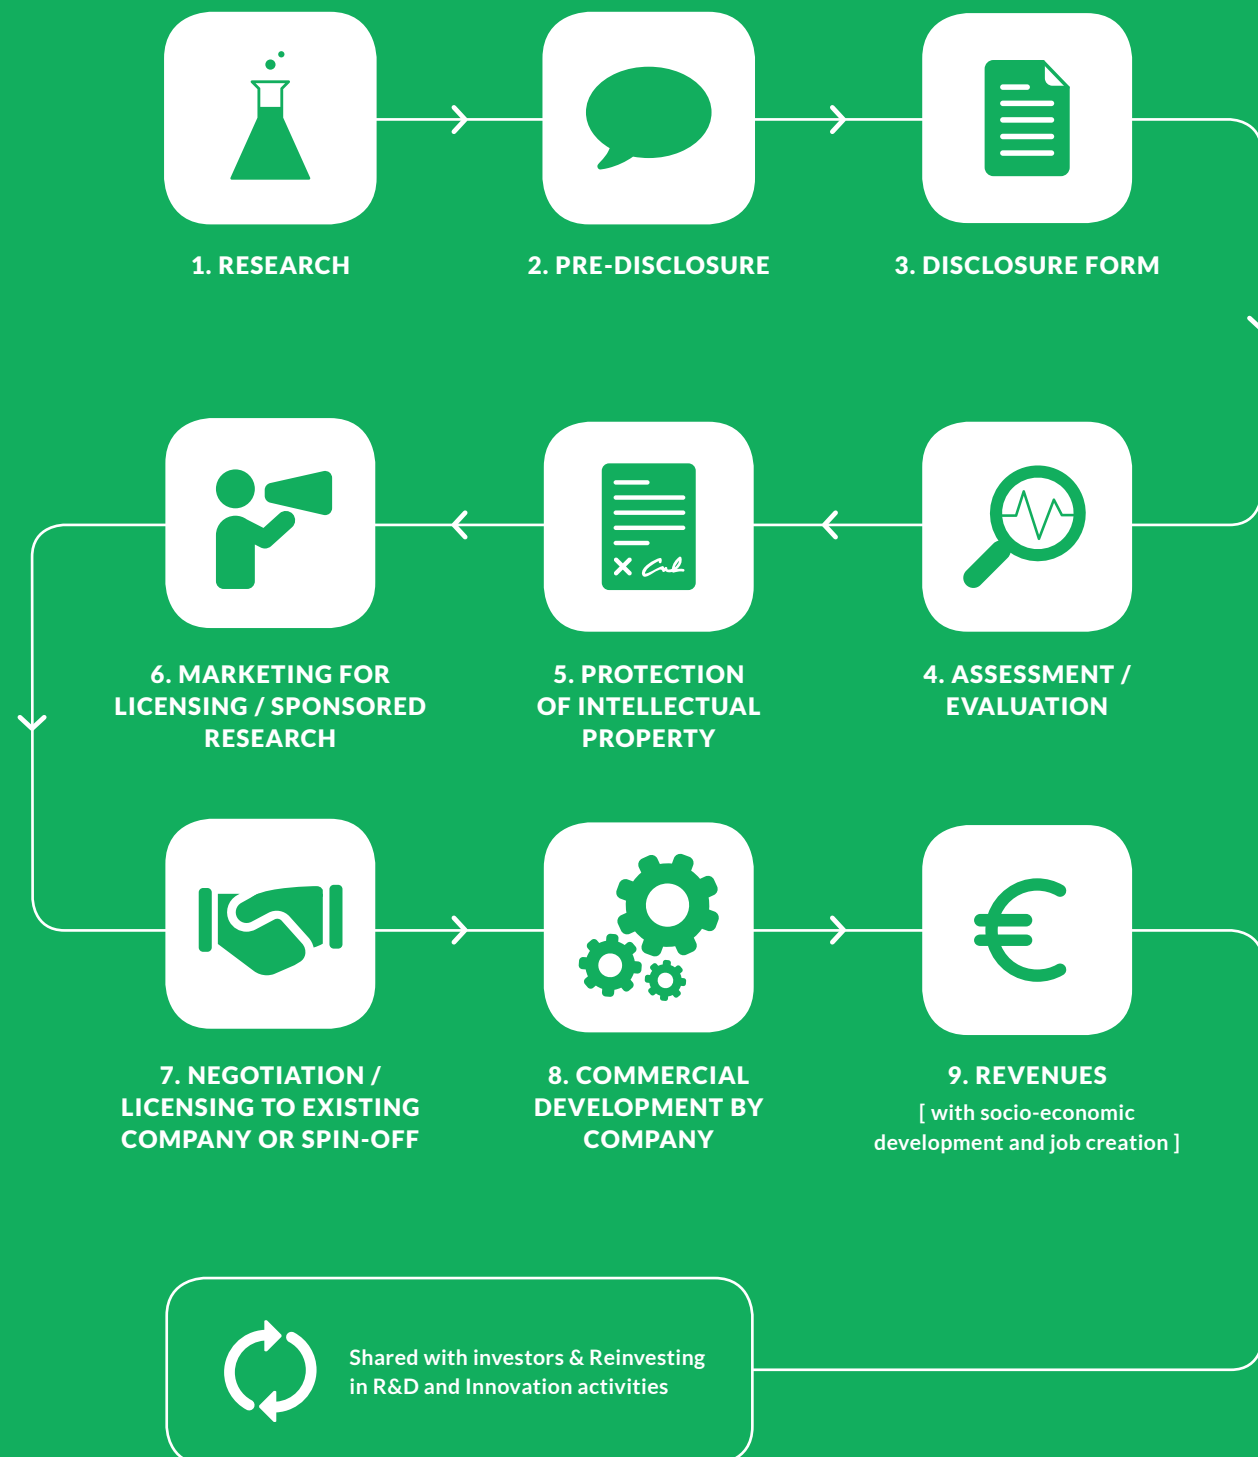 1. RESEARCH
2. PRE-DISCLOSURE
3. DISCLOSURE FORM
6. MARKETING FOR
LICENSING / SPONSORED
RESEARCH
5. PROTECTION
OF INTELLECTUAL
PROPERTY
4. ASSESSMENT /
EVALUATION
7. NEGOTIATION /
LICENSING TO EXISTING
COMPANY OR SPIN-OFF
8. COMMERCIAL
DEVELOPMENT BY
COMPANY
9. REVENUES
[ with socio-economic
development and job creation ]
Shared with investors & Reinvesting
in R&D and Innovation activities